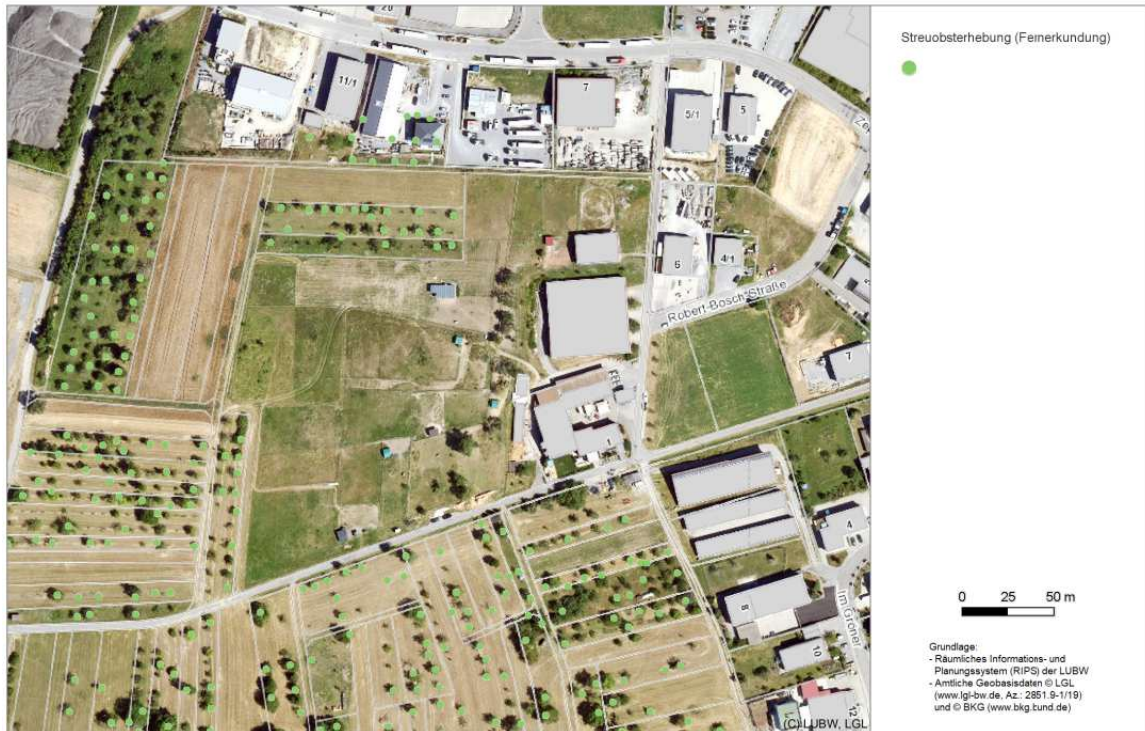 20
11/1
7
5/1
5
6
4/1
Robert-Bosch-Straße
7
1
4
8
Im Gröner
10
12
(C) LUBW, LGL
Streuobsterhebung (Fernerkundung)
0 25 50 m
Grundlage:
- Räumliches Informations- und
Planungssystem (RIPS) der LUBW
- Amtliche Geobasisdaten © LGL
(www.lgl-bw.de, Az.: 2851.9-1/19)
und © BKG (www.bkg.bund.de)